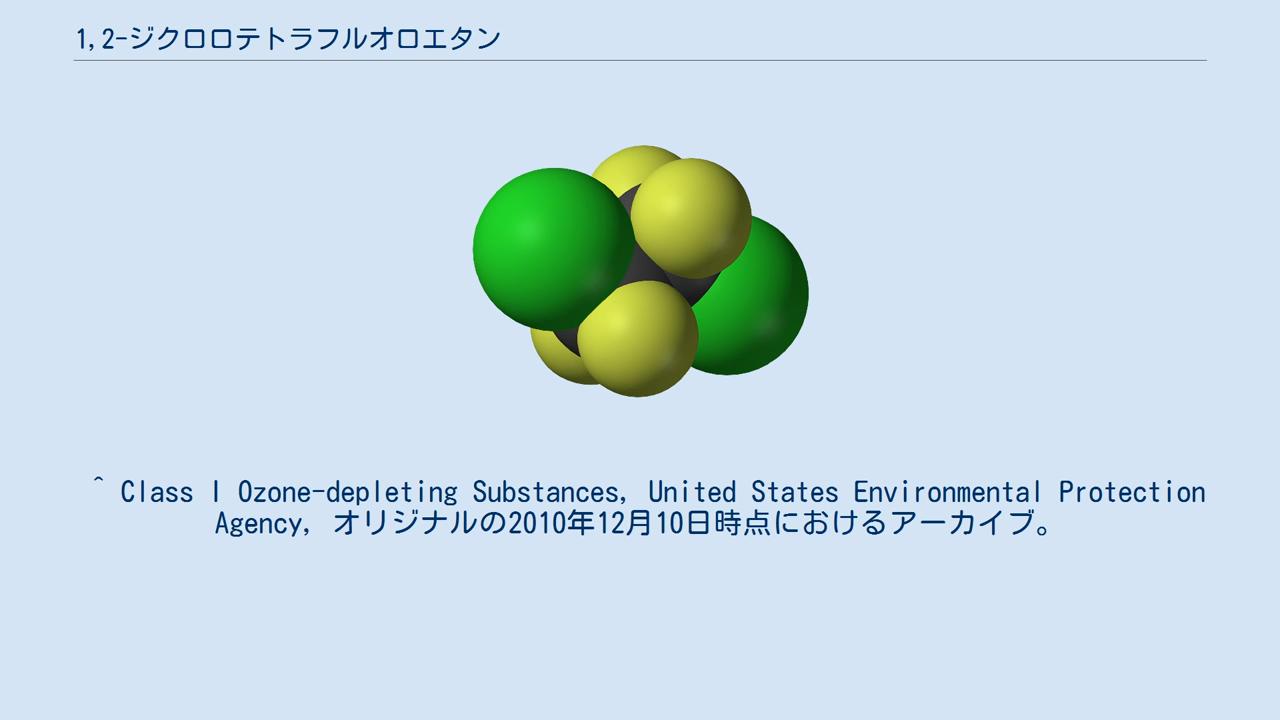 1,2-ジクロロテトラフルオロエタン
^ Class I Ozone-depleting Substances, United States Environmental Protection
Agency, オリジナルの2010年12月10日時点におけるアーカイブ。